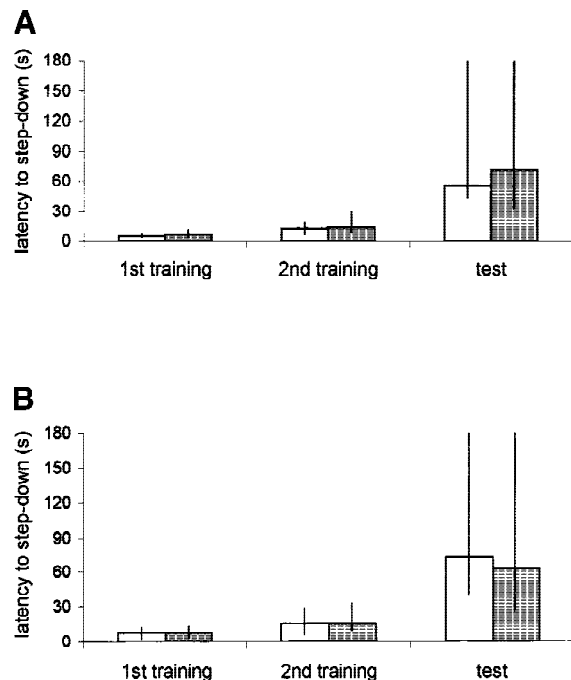 A
latency to step-down (s)
180
150
120
90
60
30
0
1st training
2nd training
test
B
latency to step-down (s)
180
150
120
90
60
30
0
1st training
2nd training
test